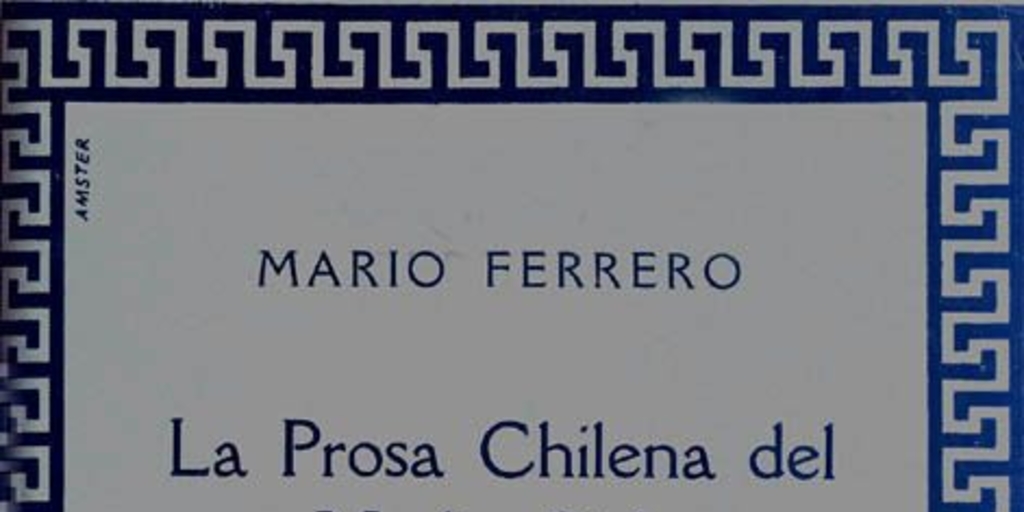 AMSTER
MARIO FERRERO
La Prosa Chilena del